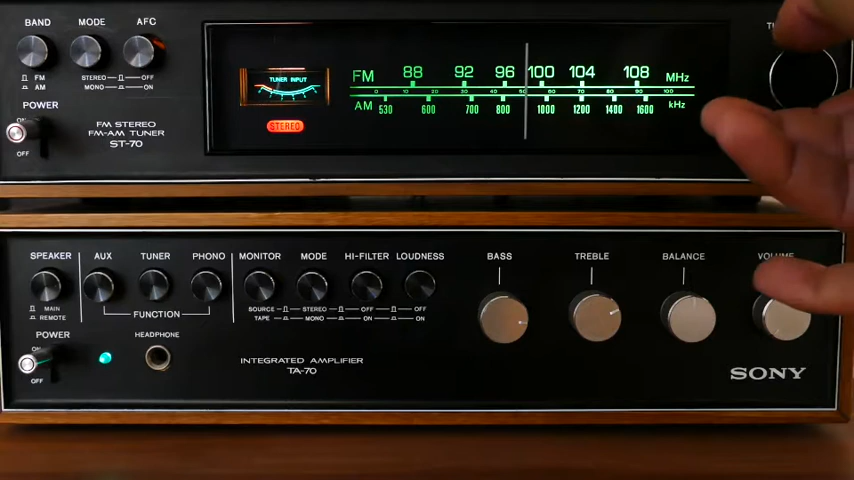 BAND MODE AFC
FM STEREO OFF
AM MONO ON
POWER
ON
OFF
FM STEREO
FM-AM TUNER
ST-70
TUNER INPUT
STEREO
FM 88 92 96 100 104 108 MHz
0 10 20 30 40 50 60 70 80 90 100
AM 530 600 700 800 1000 1200 1400 1600 kHz
SPEAKER AUX TUNER PHONO MONITOR MODE HI-FILTER LOUDNESS BASS TREBLE BALANCE VOLUME
MAIN SOURCE STEREO OFF OFF
REMOTE TAPE MONO ON ON
FUNCTION
POWER
ON
OFF
HEADPHONE
INTEGRATED AMPLIFIER
TA-70
SONY